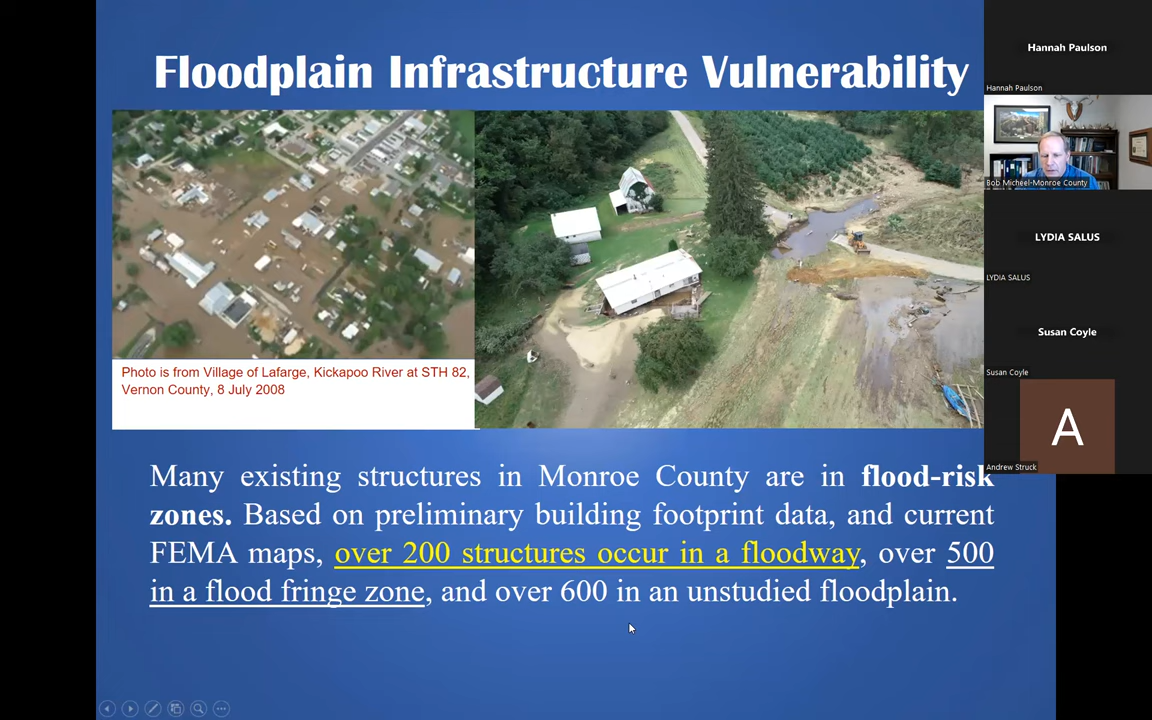 Floodplain Infrastructure Vulnerability
Photo is from Village of Lafarge, Kickapoo River at STH 82,
Vernon County, 8 July 2008
Many existing structures in Monroe County are in flood-risk
zones. Based on preliminary building footprint data, and current
FEMA maps, over 200 structures occur in a floodway, over 500
in a flood fringe zone, and over 600 in an unstudied floodplain.
Hannah Paulson
Hannah Paulson
Bob Micheel-Monroe County
LYDIA SALUS
LYDIA SALUS
Susan Coyle
Susan Coyle
A
Andrew Struck